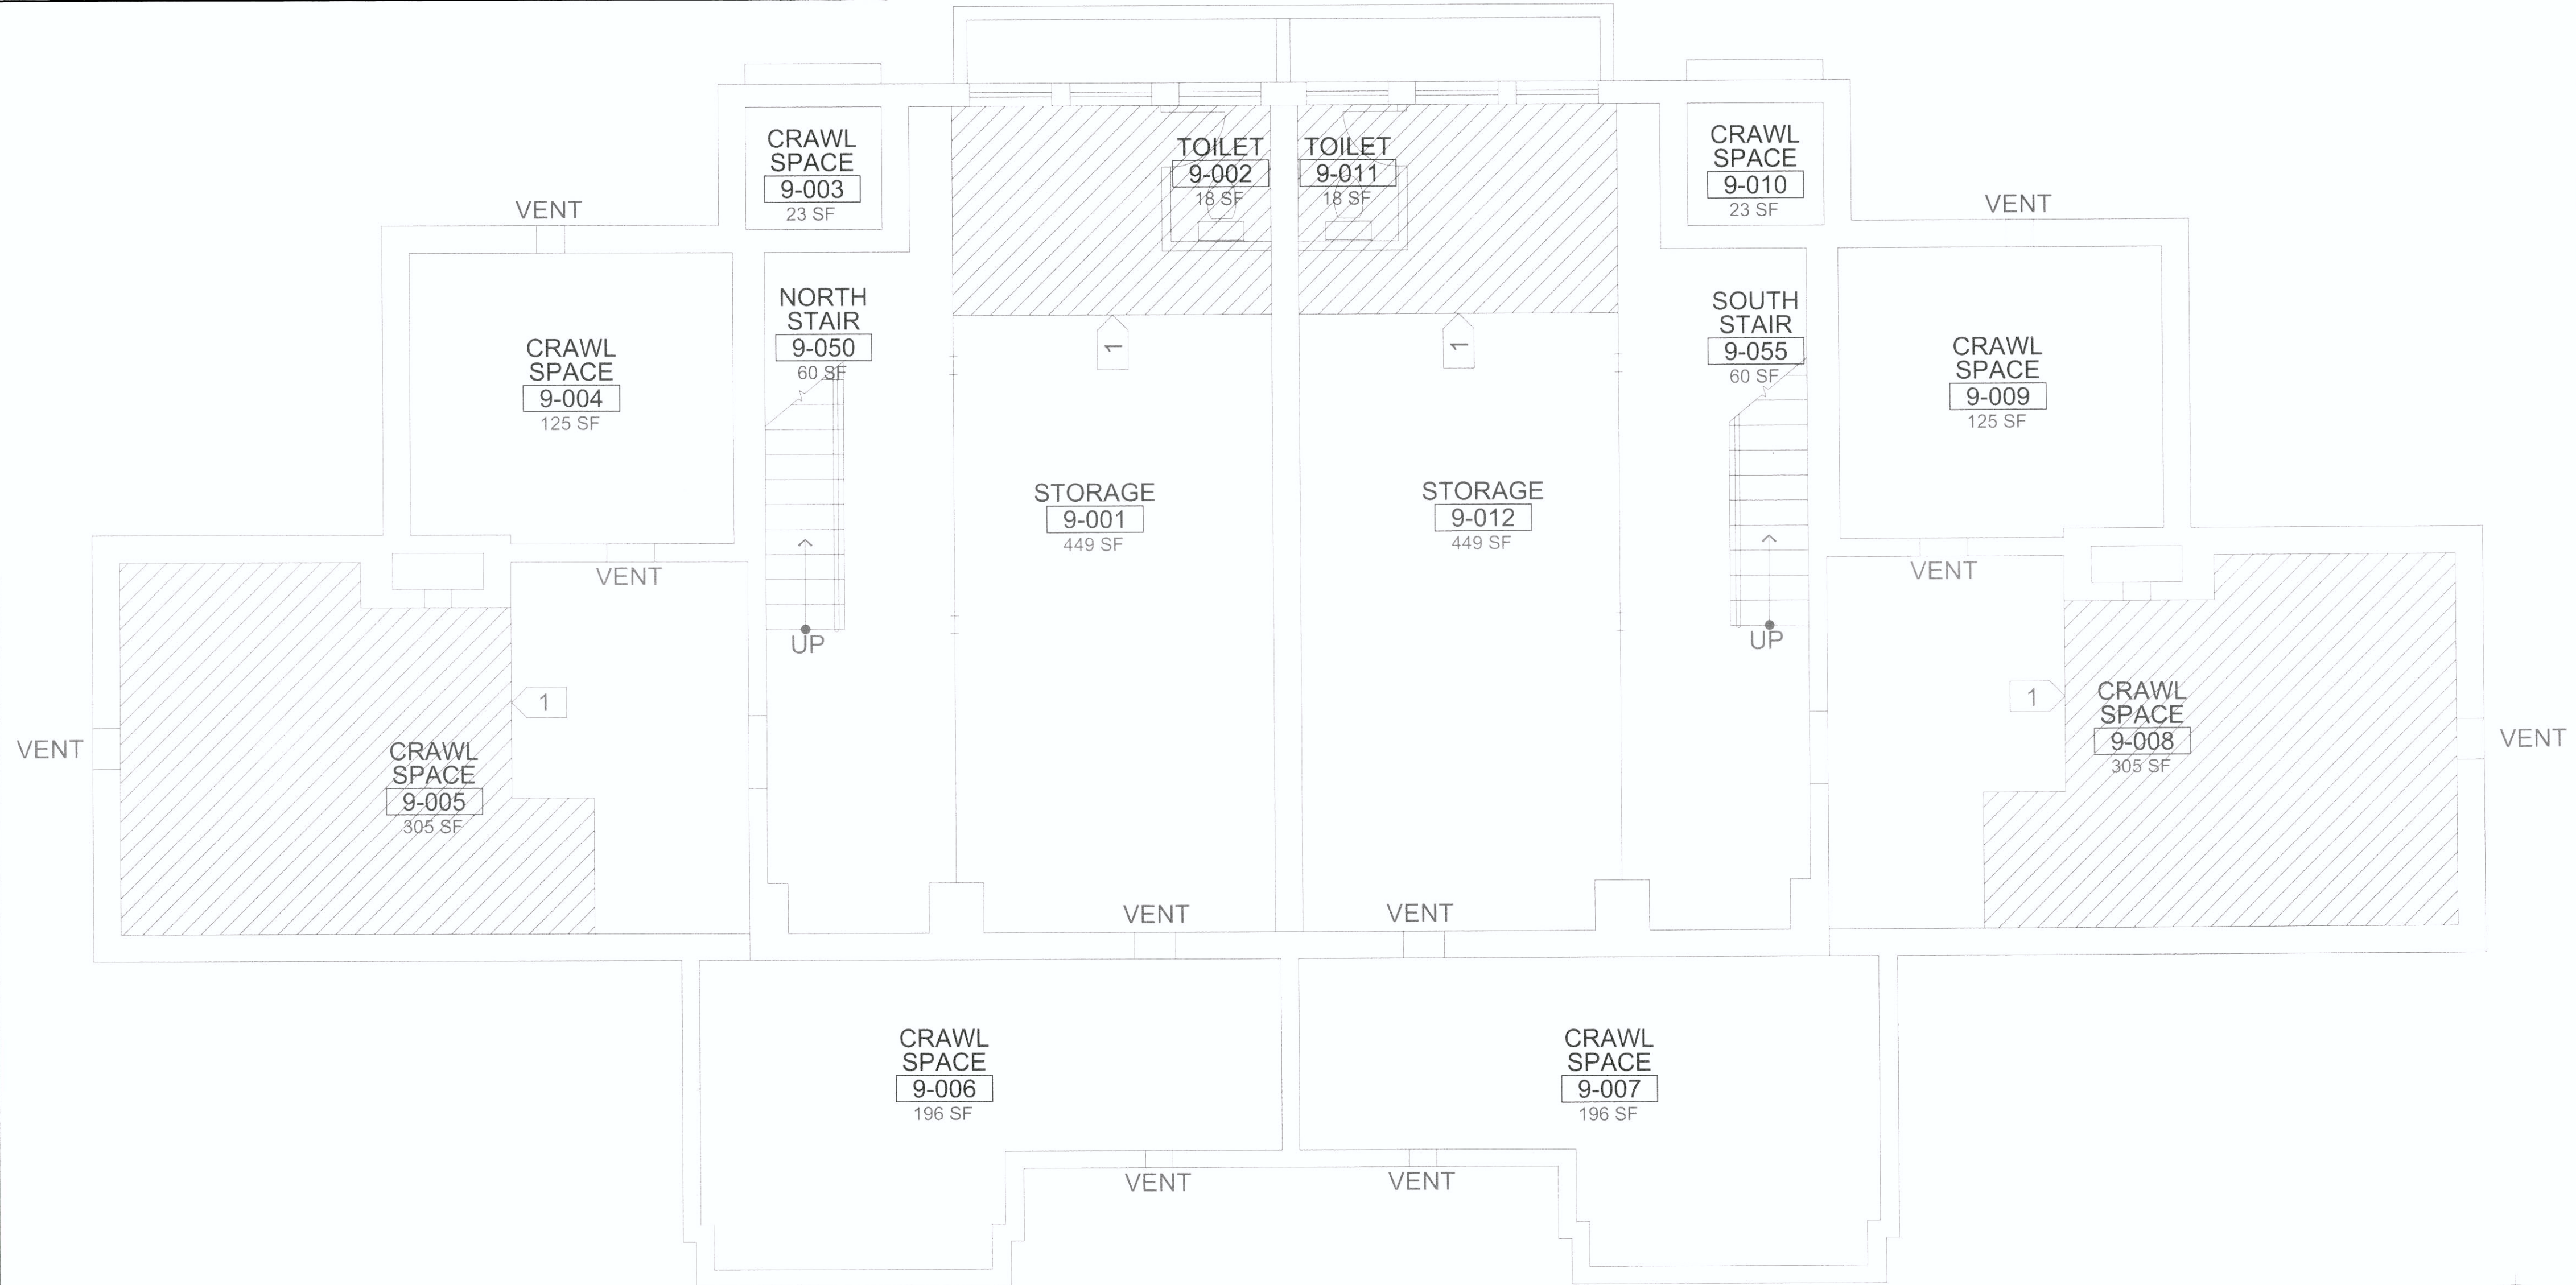 CRAWL
SPACE
9-003
23 SF
TOILET
9-002
18 SF
TOILET
9-011
18 SF
CRAWL
SPACE
9-010
23 SF
VENT
VENT
NORTH
STAIR
9-050
60 SF
SOUTH
STAIR
9-055
60 SF
1
1
CRAWL
SPACE
9-004
125 SF
CRAWL
SPACE
9-009
125 SF
STORAGE
9-001
449 SF
STORAGE
9-012
449 SF
VENT
VENT
UP
UP
1
1
VENT
CRAWL
SPACE
9-005
305 SF
CRAWL
SPACE
9-008
305 SF
VENT
VENT
VENT
CRAWL
SPACE
9-006
196 SF
CRAWL
SPACE
9-007
196 SF
VENT
VENT